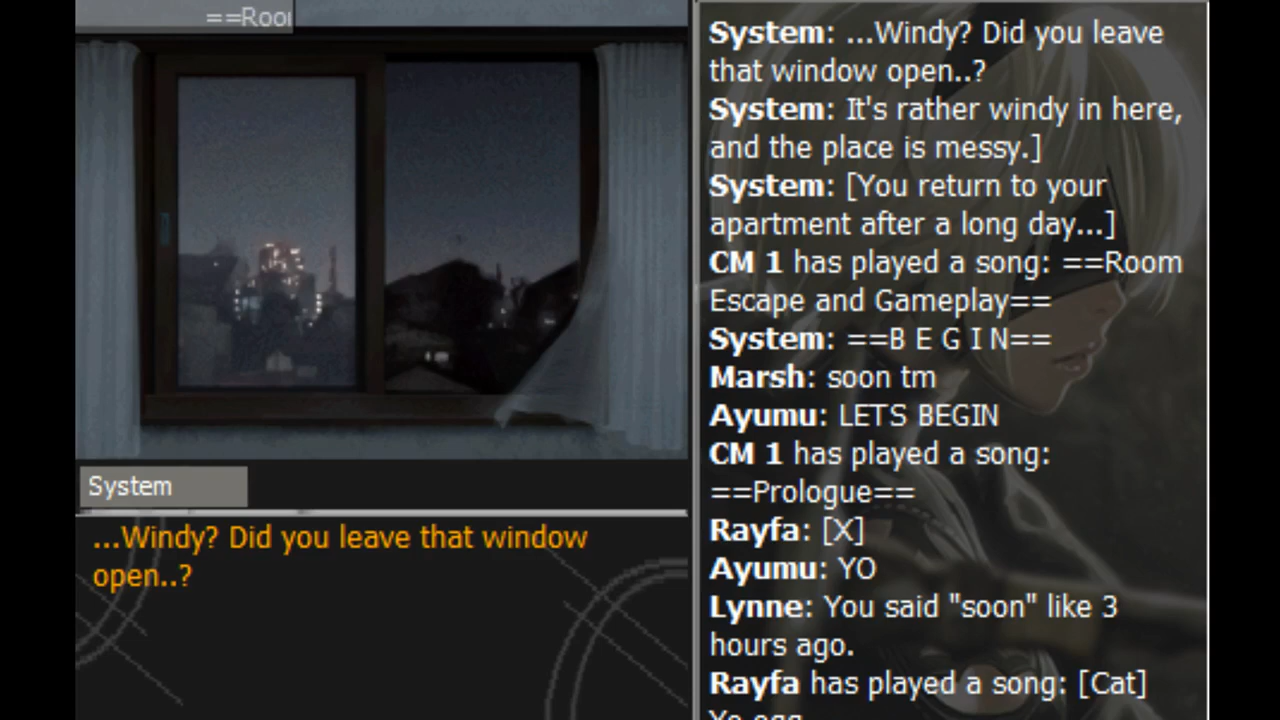 ==Roo
System
...Windy? Did you leave that window
open..?
System: ...Windy? Did you leave
that window open..?
System: It's rather windy in here,
and the place is messy.]
System: [You return to your
apartment after a long day...]
CM 1 has played a song: ==Room
Escape and Gameplay==
System: ==B E G I N==
Marsh: soon tm
Ayumu: LETS BEGIN
CM 1 has played a song:
==Prologue==
Rayfa: [X]
Ayumu: YO
Lynne: You said "soon" like 3
hours ago.
Rayfa has played a song: [Cat]